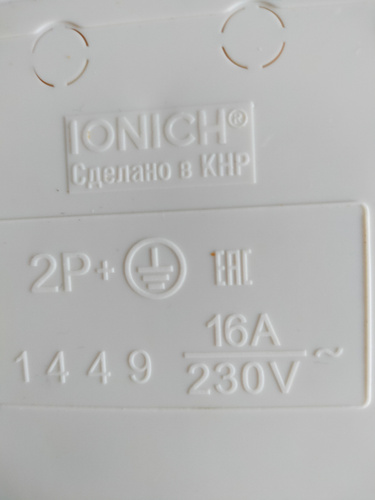 IONICH®
Сделано в КНР
2P+ EAC
16A
1449 230V ~